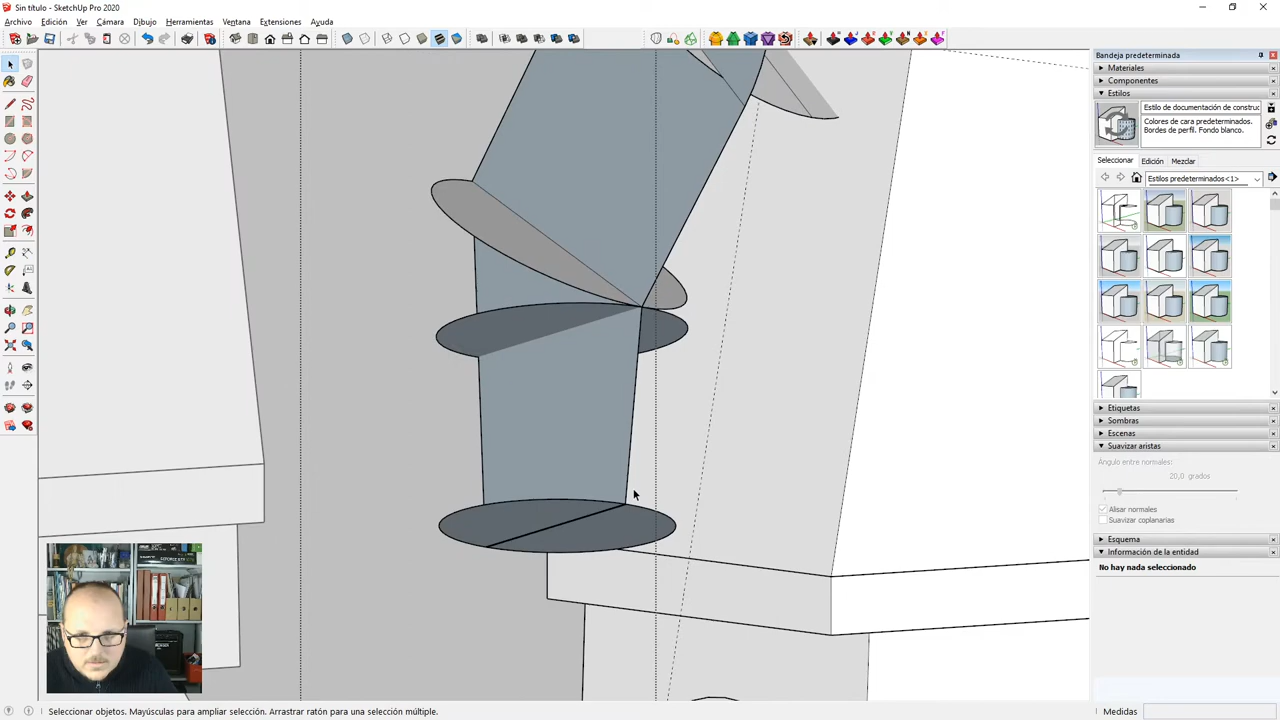 Sin título - SketchUp Pro 2020
Archivo Edición Ver Cámara Dibujo Herramientas Ventana Extensiones Ayuda
Bandeja predeterminada
Materiales
Componentes
Estilos
Estilo de documentación de construc
Colores de cara predeterminados.
Bordes de perfil. Fondo blanco.
Seleccionar Edición Mezclar
Estilos predeterminados<1>
Etiquetas
Sombras
Escenas
Suavizar aristas
Ángulo entre normales:
20,0 grados
Alisar normales
Suavizar coplanarias
Esquema
Información de la entidad
No hay nada seleccionado
Seleccionar objetos. Mayúsculas para ampliar selección. Arrastrar ratón para una selección múltiple.
Medidas